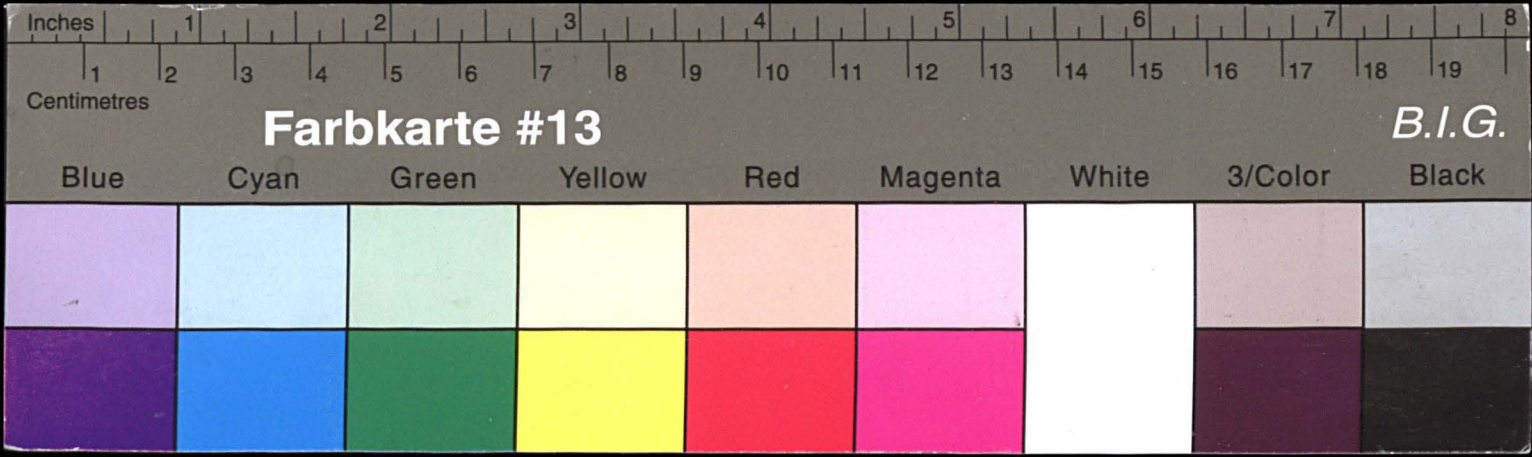 Inches 1 2 3 4 5 6 7 8
1 2 3 4 5 6 7 8 9 10 11 12 13 14 15 16 17 18 19
Centimetres
Farbkarte #13 B.I.G.
Blue Cyan Green Yellow Red Magenta White 3/Color Black